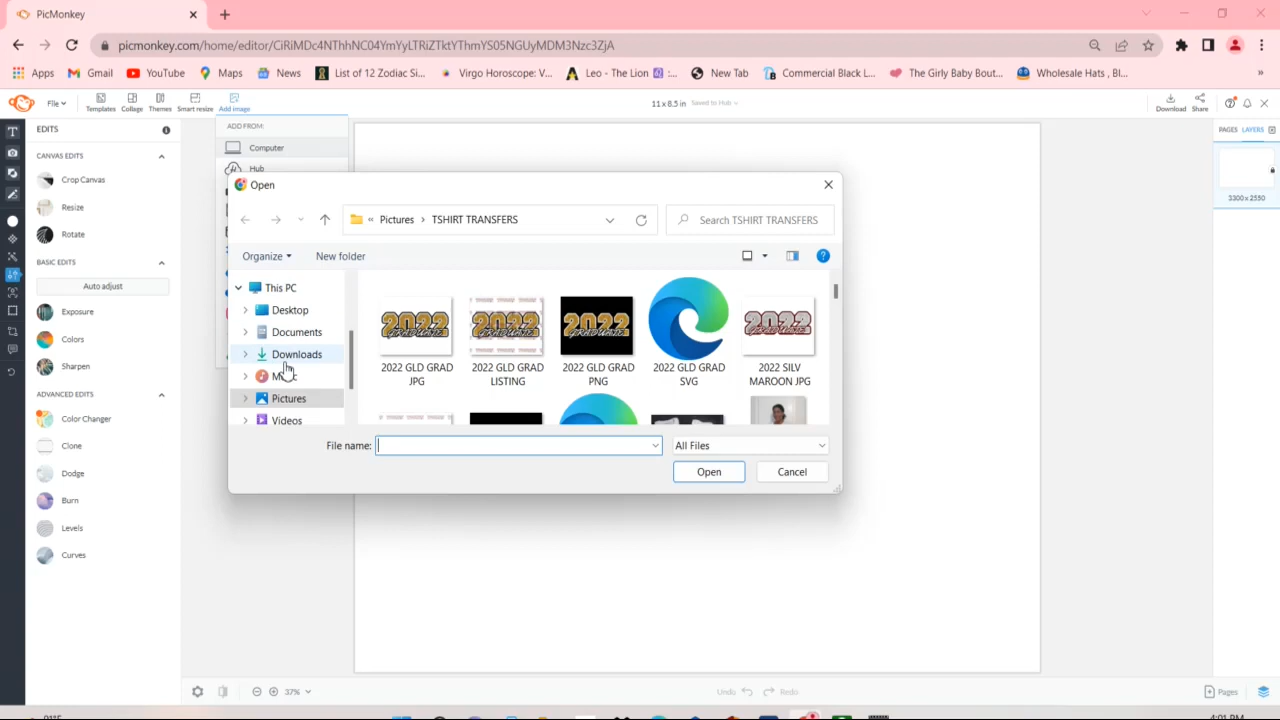 PicMonkey
picmonkey.com/home/editor/CiRiMDc4NThhNC04YmYyLTRiZTktYThmYS05NGUyMDM3Nzc3ZjA
Apps
Gmail
YouTube
Maps
News
List of 12 Zodiac Si...
Virgo Horoscope: V...
Leo - The Lion
New Tab
Commercial Black L...
The Girly Baby Bout...
Wholesale Hats , Bl...
File
Templates
Collage
Themes
Smart resize
Add image
11 x 8.5 in
Saved to Hub
Download
Share
EDITS
CANVAS EDITS
Crop Canvas
Resize
Rotate
BASIC EDITS
Auto adjust
Exposure
Colors
Sharpen
ADVANCED EDITS
Color Changer
Clone
Dodge
Burn
Levels
Curves
ADD FROM:
Computer
Hub
Open
« Pictures > TSHIRT TRANSFERS
Search TSHIRT TRANSFERS
Organize
New folder
This PC
Desktop
Documents
Downloads
Pictures
Videos
2022 GLD GRAD JPG
2022 GLD GRAD LISTING
2022 GLD GRAD PNG
2022 GLD GRAD SVG
2022 SILV MAROON JPG
File name:
All Files
Open
Cancel
PAGES
LAYERS
3300 x 2550
37%
Undo
Redo
Pages
4:01 PM